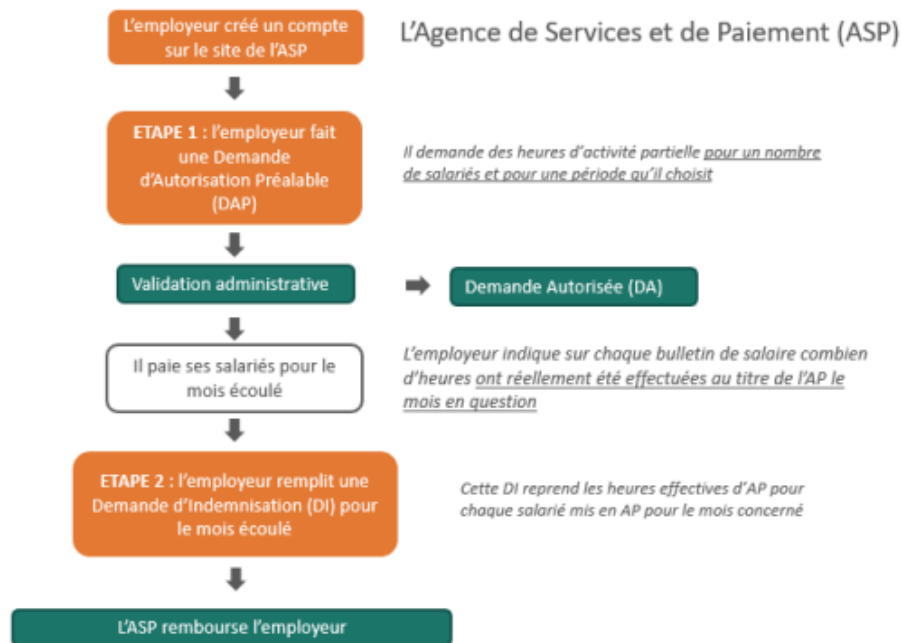 L'employeur créé un compte
sur le site de l'ASP
L'Agence de Services et de Paiement (ASP)
ETAPE 1 : l'employeur fait
une Demande
d'Autorisation Préalable
(DAP)
Il demande des heures d'activité partielle pour un nombre
de salariés et pour une période qu'il choisit
Validation administrative
Demande Autorisée (DA)
Il paie ses salariés pour le
mois écoulé
L'employeur indique sur chaque bulletin de salaire combien
d'heures ont réellement été effectuées au titre de l'AP le
mois en question
ETAPE 2 : l'employeur remplit une
Demande d'Indemnisation (DI) pour
le mois écoulé
Cette DI reprend les heures effectives d'AP pour
chaque salarié mis en AP pour le mois concerné
L'ASP rembourse l'employeur